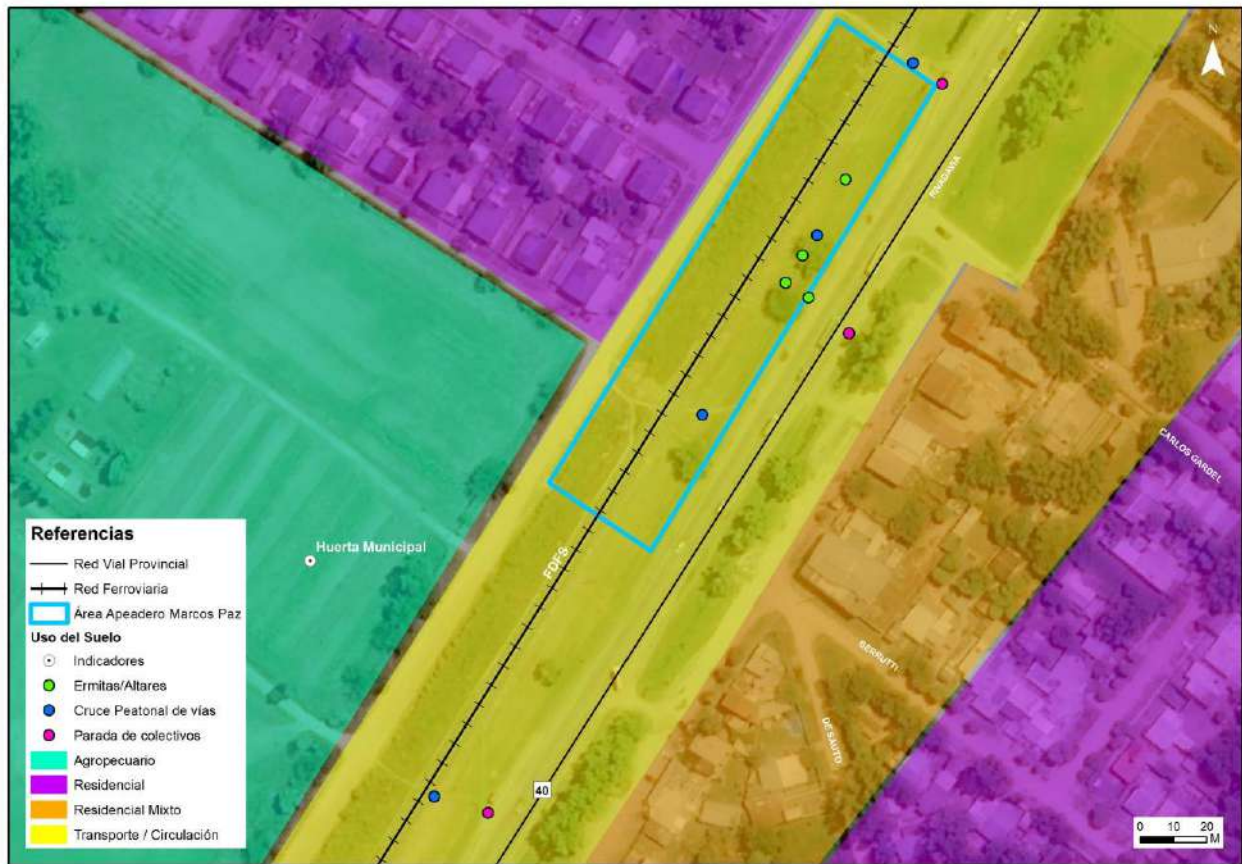 N
RIVADAVIA
CARLOS GARDEL
Huerta Municipal
FDFS
SERRUTTI
DE SAUTO
40
0 10 20
M
Referencias
Red Vial Provincial
Red Ferroviaria
Área Apeadero Marcos Paz
Uso del Suelo
Indicadores
Ermitas/Altares
Cruce Peatonal de vías
Parada de colectivos
Agropecuario
Residencial
Residencial Mixto
Transporte / Circulación